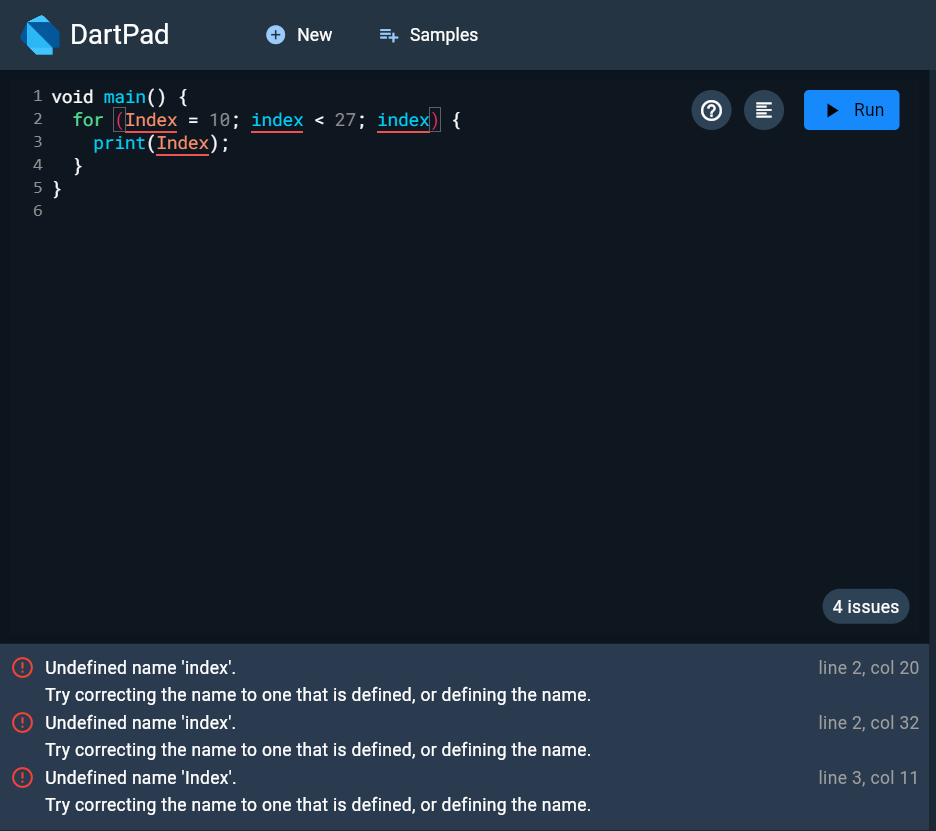 DartPad New Samples
1 void main() {
2 for (Index = 10; index < 27; index) {
3 print(Index);
4 }
5 }
6
Run
4 issues
Undefined name 'index'. line 2, col 20
Try correcting the name to one that is defined, or defining the name.
Undefined name 'index'. line 2, col 32
Try correcting the name to one that is defined, or defining the name.
Undefined name 'Index'. line 3, col 11
Try correcting the name to one that is defined, or defining the name.